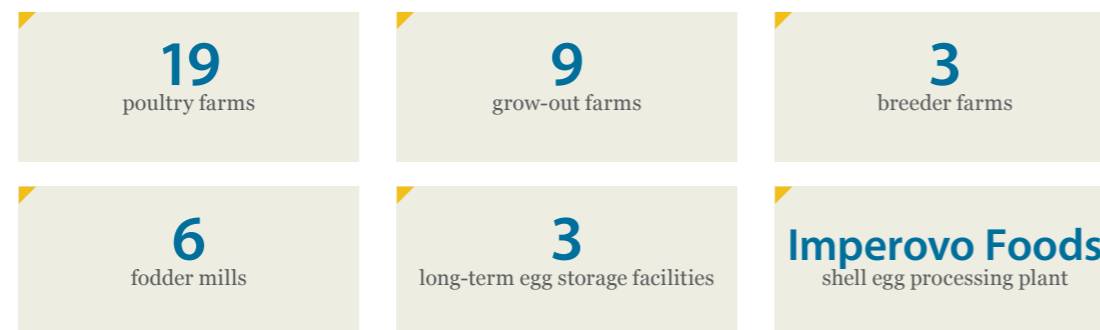 19
poultry farms
9
grow-out farms
3
breeder farms
6
fodder mills
3
long-term egg storage facilities
Imperovo Foods
shell egg processing plant